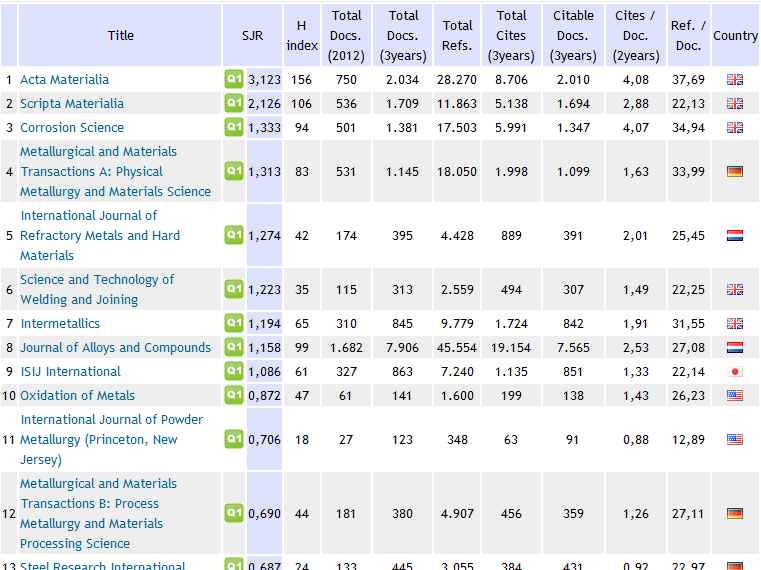 Title SJR H index Total Docs. (2012) Total Docs. (3years) Total Refs. Total Cites (3years) Citable Docs. (3years) Cites / Doc. (2years) Ref. / Doc. Country
1 Acta Materialia Q1 3,123 156 750 2.034 28.270 8.706 2.010 4,08 37,69
2 Scripta Materialia Q1 2,126 106 536 1.709 11.863 5.138 1.694 2,88 22,13
3 Corrosion Science Q1 1,333 94 501 1.381 17.503 5.991 1.347 4,07 34,94
Metallurgical and Materials
4 Transactions A: Physical Q1 1,313 83 531 1.145 18.050 1.998 1.099 1,63 33,99
Metallurgy and Materials Science
International Journal of
5 Refractory Metals and Hard Q1 1,274 42 174 395 4.428 889 391 2,01 25,45
Materials
6 Science and Technology of Q1 1,223 35 115 313 2.559 494 307 1,49 22,25
Welding and Joining
7 Intermetallics Q1 1,194 65 310 845 9.779 1.724 842 1,91 31,55
8 Journal of Alloys and Compounds Q1 1,158 99 1.682 7.906 45.554 19.154 7.565 2,53 27,08
9 ISIJ International Q1 1,086 61 327 863 7.240 1.135 851 1,33 22,14
10 Oxidation of Metals Q1 0,872 47 61 141 1.600 199 138 1,43 26,23
International Journal of Powder
11 Metallurgy (Princeton, New Q1 0,706 18 27 123 348 63 91 0,88 12,89
Jersey)
Metallurgical and Materials
Transactions B: Process
12 Metallurgy and Materials Q1 0,690 44 181 380 4.907 456 359 1,26 27,11
Processing Science
13 Steel Research International Q1 0,687 24 133 445 3.055 384 431 0,92 22,97